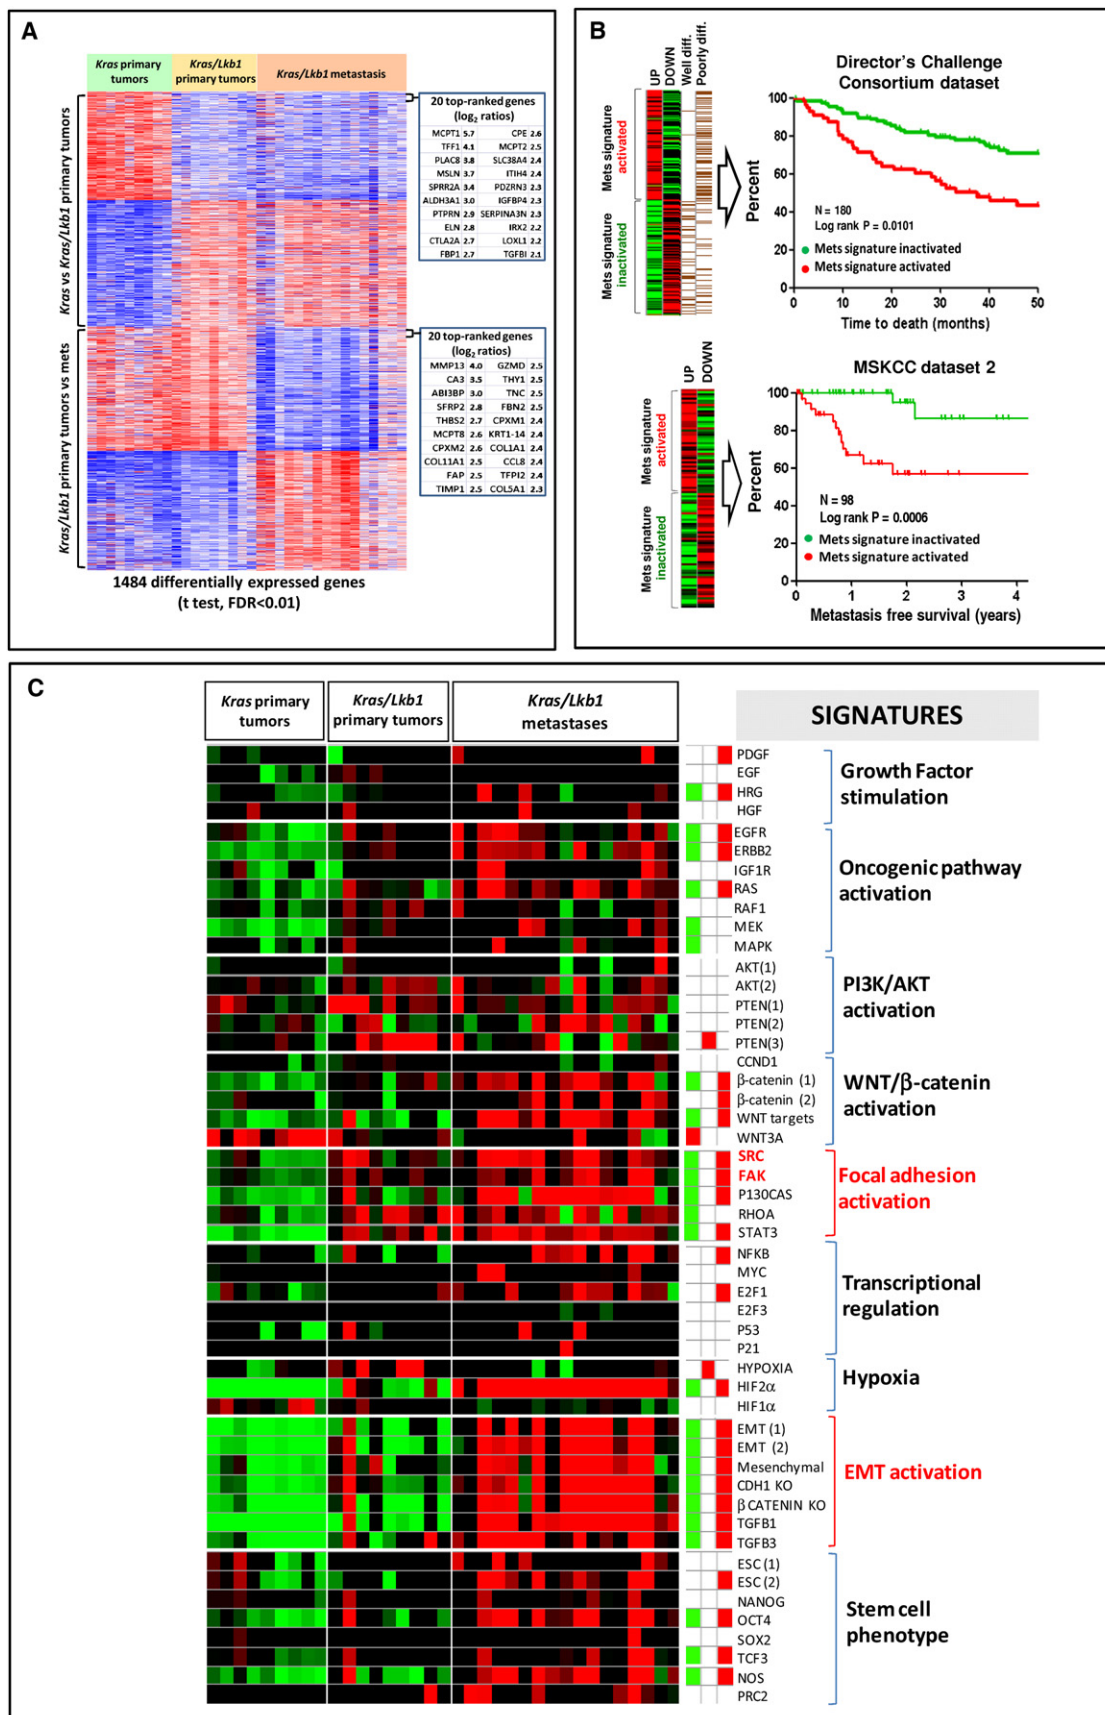 A
Kras primary tumors
Kras/Lkb1 primary tumors
Kras/Lkb1 metastasis
Kras vs Kras/Lkb1 primary tumors
Kras/Lkb1 primary tumors vs mets
20 top-ranked genes
(log2 ratios)
MCPT1 5.7 CPE 2.6
TFF1 4.1 MCPT2 2.5
PLAC8 3.8 SLC38A4 2.4
MSLN 3.7 ITIH4 2.4
SPRR2A 3.4 PDZRN3 2.3
ALDH3A1 3.0 IGFBP4 2.3
PTPRN 2.9 SERPINA3N 2.3
ELN 2.8 IRX2 2.2
CTLA2A 2.7 LOXL1 2.2
FBP1 2.7 TGFBI 2.1
20 top-ranked genes
(log2 ratios)
MMP13 4.0 GZMD 2.5
CA3 3.5 THY1 2.5
ABI3BP 3.0 TNC 2.5
SFRP2 2.8 FBN2 2.5
THBS2 2.7 CPXM1 2.4
MCPT8 2.6 KRT1-14 2.4
CPXM2 2.6 COL1A1 2.4
COL11A1 2.5 CCL8 2.4
FAP 2.5 TFPI2 2.4
TIMP1 2.5 COL5A1 2.3
1484 differentially expressed genes
(t test, FDR<0.01)
B
UP
DOWN
Well diff.
Poorly diff.
Mets signature
activated
Mets signature
inactivated
Director's Challenge
Consortium dataset
Percent
100
80
60
40
20
0
N = 180
Log rank P = 0.0101
Mets signature inactivated
Mets signature activated
0 10 20 30 40 50
Time to death (months)
UP
DOWN
Mets signature
activated
Mets signature
inactivated
MSKCC dataset 2
Percent
100
80
60
40
20
0
N = 98
Log rank P = 0.0006
Mets signature inactivated
Mets signature activated
0 1 2 3 4
Metastasis free survival (years)
C
Kras primary
tumors
Kras/Lkb1
primary tumors
Kras/Lkb1
metastases
SIGNATURES
PDGF
EGF
HRG
HGF
Growth Factor
stimulation
EGFR
ERBB2
IGF1R
RAS
RAF1
MEK
MAPK
Oncogenic pathway
activation
AKT(1)
AKT(2)
PTEN(1)
PTEN(2)
PTEN(3)
PI3K/AKT
activation
CCND1
β-catenin (1)
β-catenin (2)
WNT targets
WNT3A
WNT/β-catenin
activation
SRC
FAK
P130CAS
RHOA
STAT3
Focal adhesion
activation
NFKB
MYC
E2F1
E2F3
P53
P21
Transcriptional
regulation
HYPOXIA
HIF2α
HIF1α
Hypoxia
EMT (1)
EMT (2)
Mesenchymal
CDH1 KO
β CATENIN KO
TGFB1
TGFB3
EMT activation
ESC (1)
ESC (2)
NANOG
OCT4
SOX2
TCF3
NOS
PRC2
Stem cell
phenotype